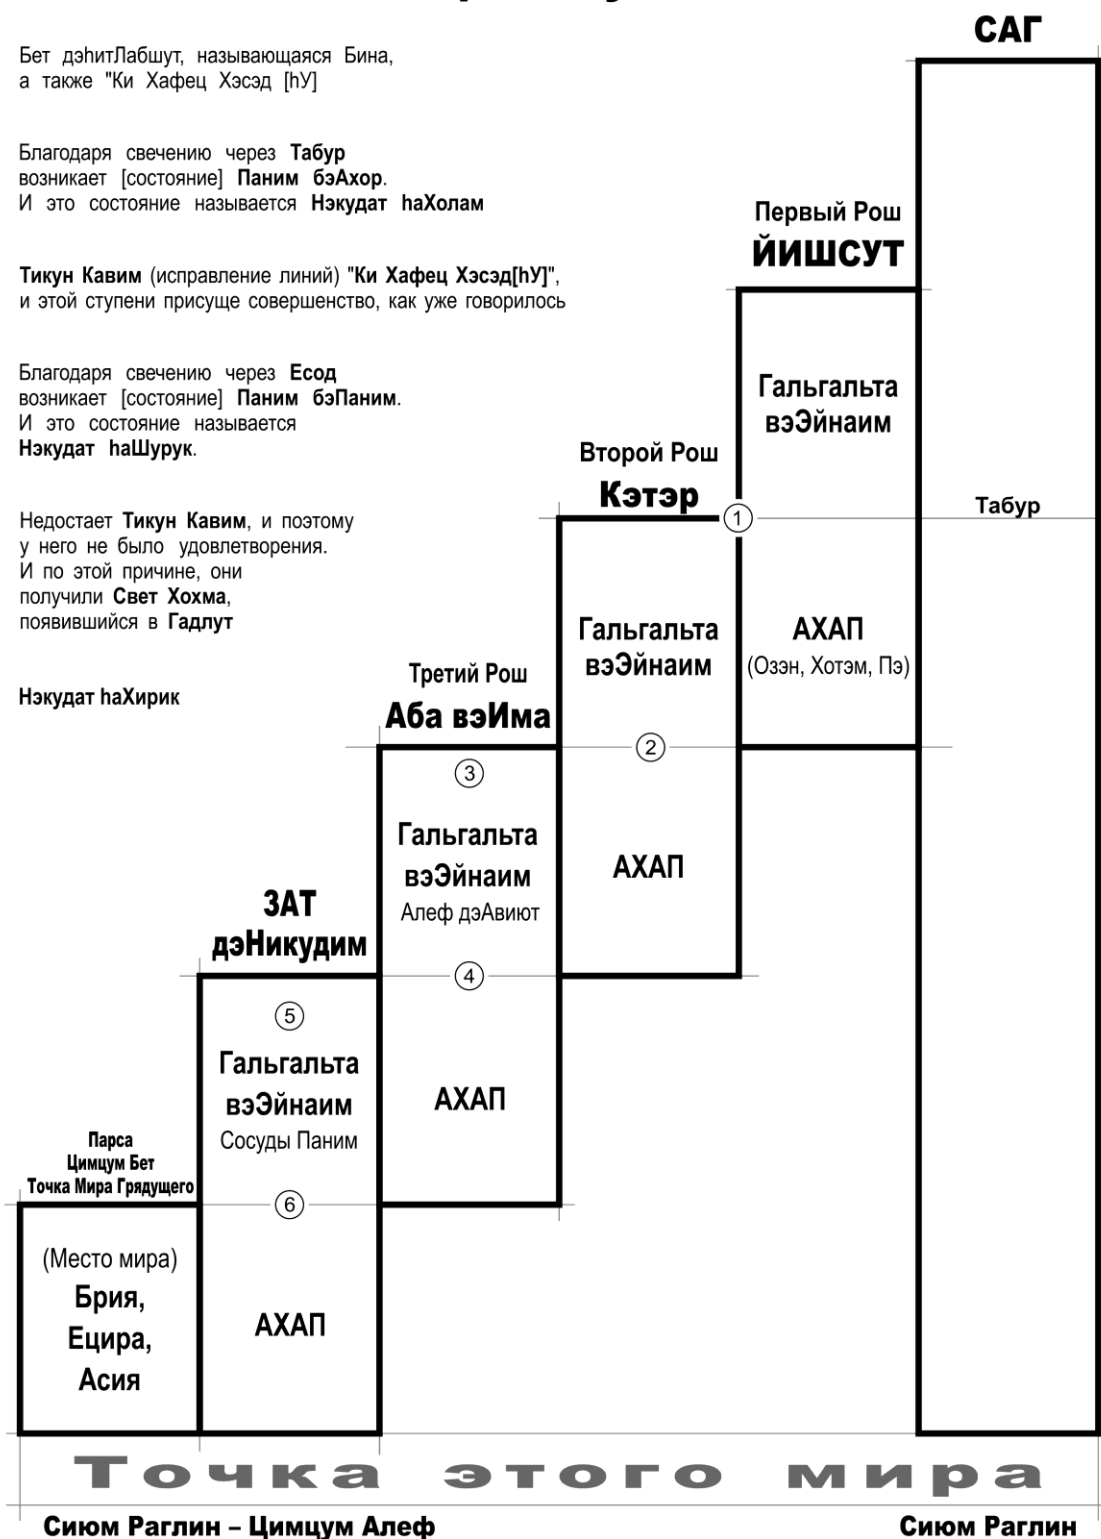 САГ
Бет дэhитЛабшут, называющаяся Бина,
а также "Ки Хафец Хэсэд [hУ]
Благодаря свечению через Табур
возникает [состояние] Паним бэАхор.
И это состояние называется Нэкудат hаХолам
Первый Рош
ЙИШСУТ
Тикун Кавим (исправление линий) "Ки Хафец Хэсэд[hУ]",
и этой ступени присуще совершенство, как уже говорилось
Благодаря свечению через Есод
возникает [состояние] Паним бэПаним.
И это состояние называется
Нэкудат hаШурук.
Гальгальта
вэЭйнаим
Второй Рош
Кэтэр
1
Табур
Недостает Тикун Кавим, и поэтому
у него не было удовлетворения.
И по этой причине, они
получили Свет Хохма,
появившийся в Гадлут
Гальгальта
вэЭйнаим
АХАП
(Озэн, Хотэм, Пэ)
Нэкудат hаХирик
Третий Рош
Аба вэИма
2
3
Гальгальта
вэЭйнаим
Алеф дэАвиют
АХАП
ЗАТ
дэНикудим
4
5
Гальгальта
вэЭйнаим
Сосуды Паним
АХАП
Парса
Цимцум Бет
Точка Мира Грядущего
6
(Место мира)
Брия,
Ецира,
Асия
АХАП
Точка этого мира
Сиюм Раглин – Цимцум Алеф
Сиюм Раглин